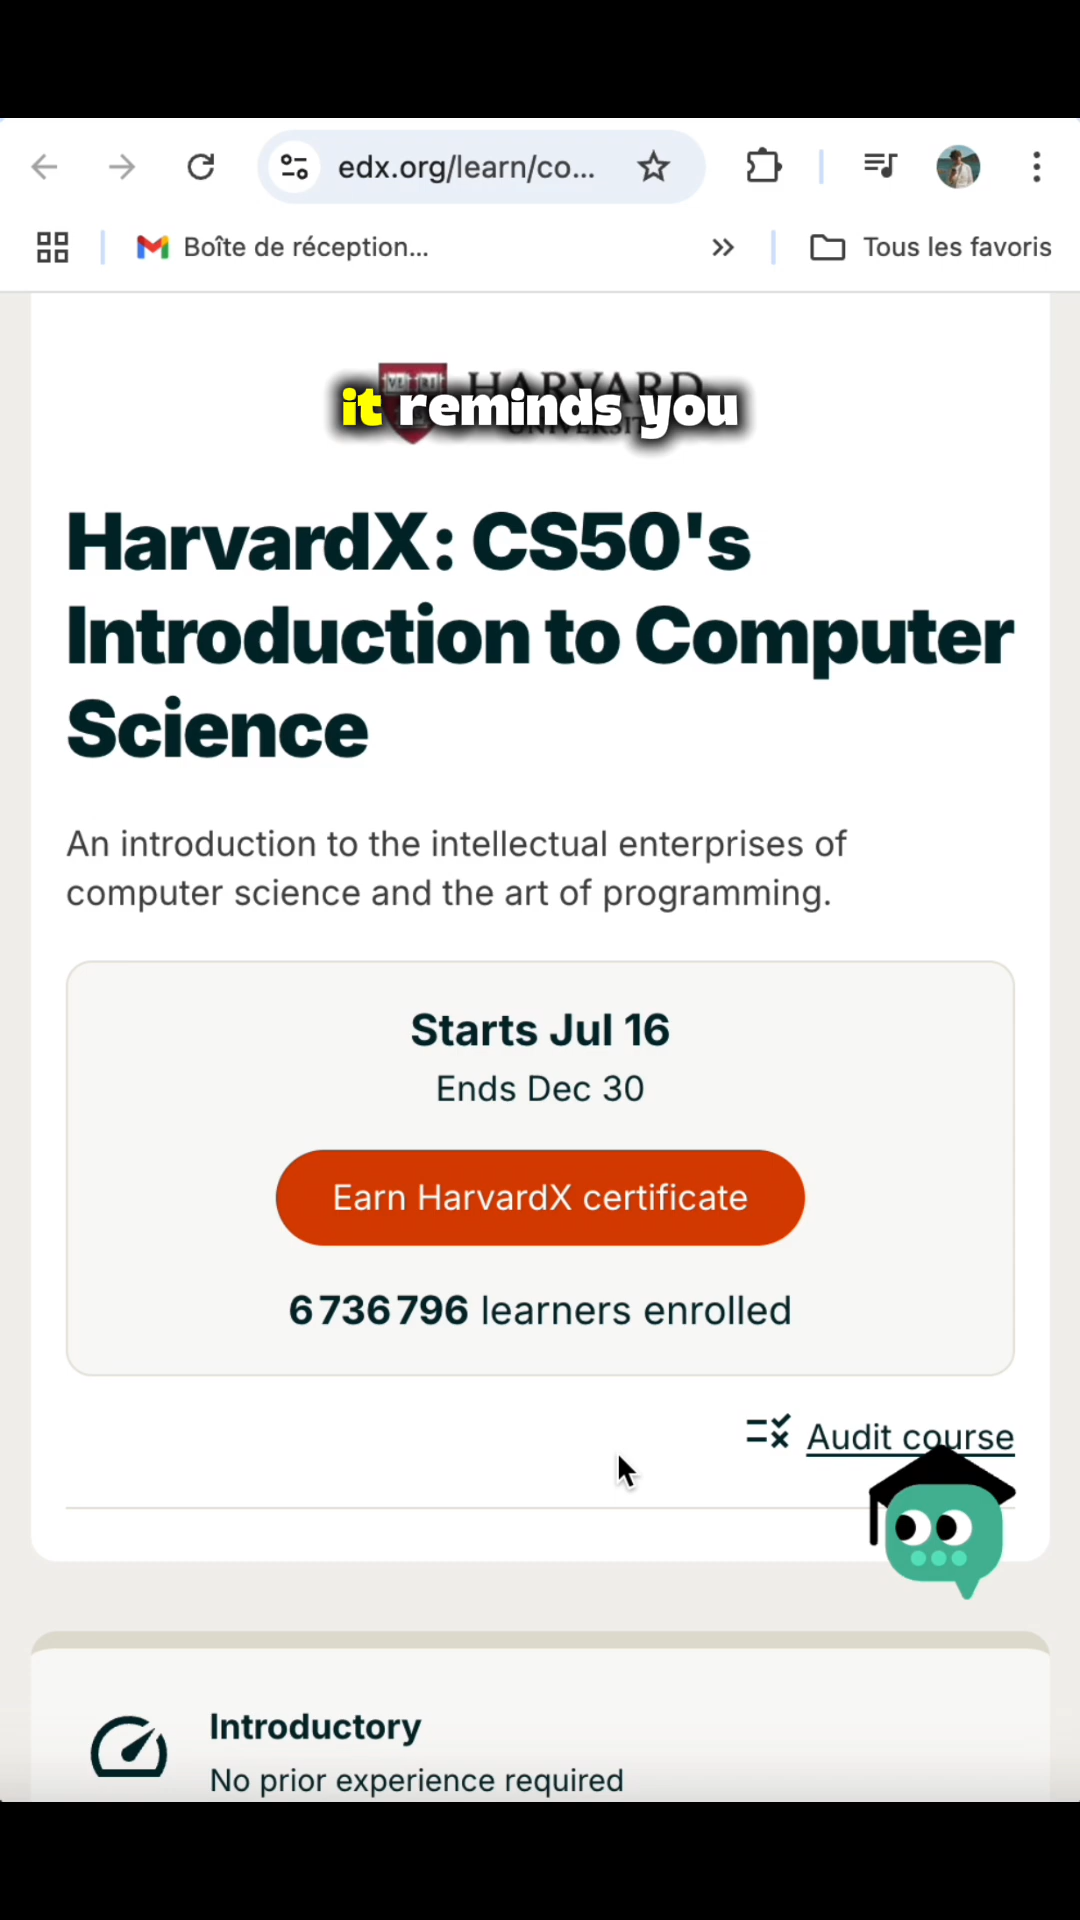 edx.org/learn/co...
Boîte de réception...
Tous les favoris
HARVARD
it reminds you
HarvardX: CS50's
Introduction to Computer
Science
An introduction to the intellectual enterprises of
computer science and the art of programming.
Starts Jul 16
Ends Dec 30
Earn HarvardX certificate
6 736 796 learners enrolled
Audit course
Introductory
No prior experience required